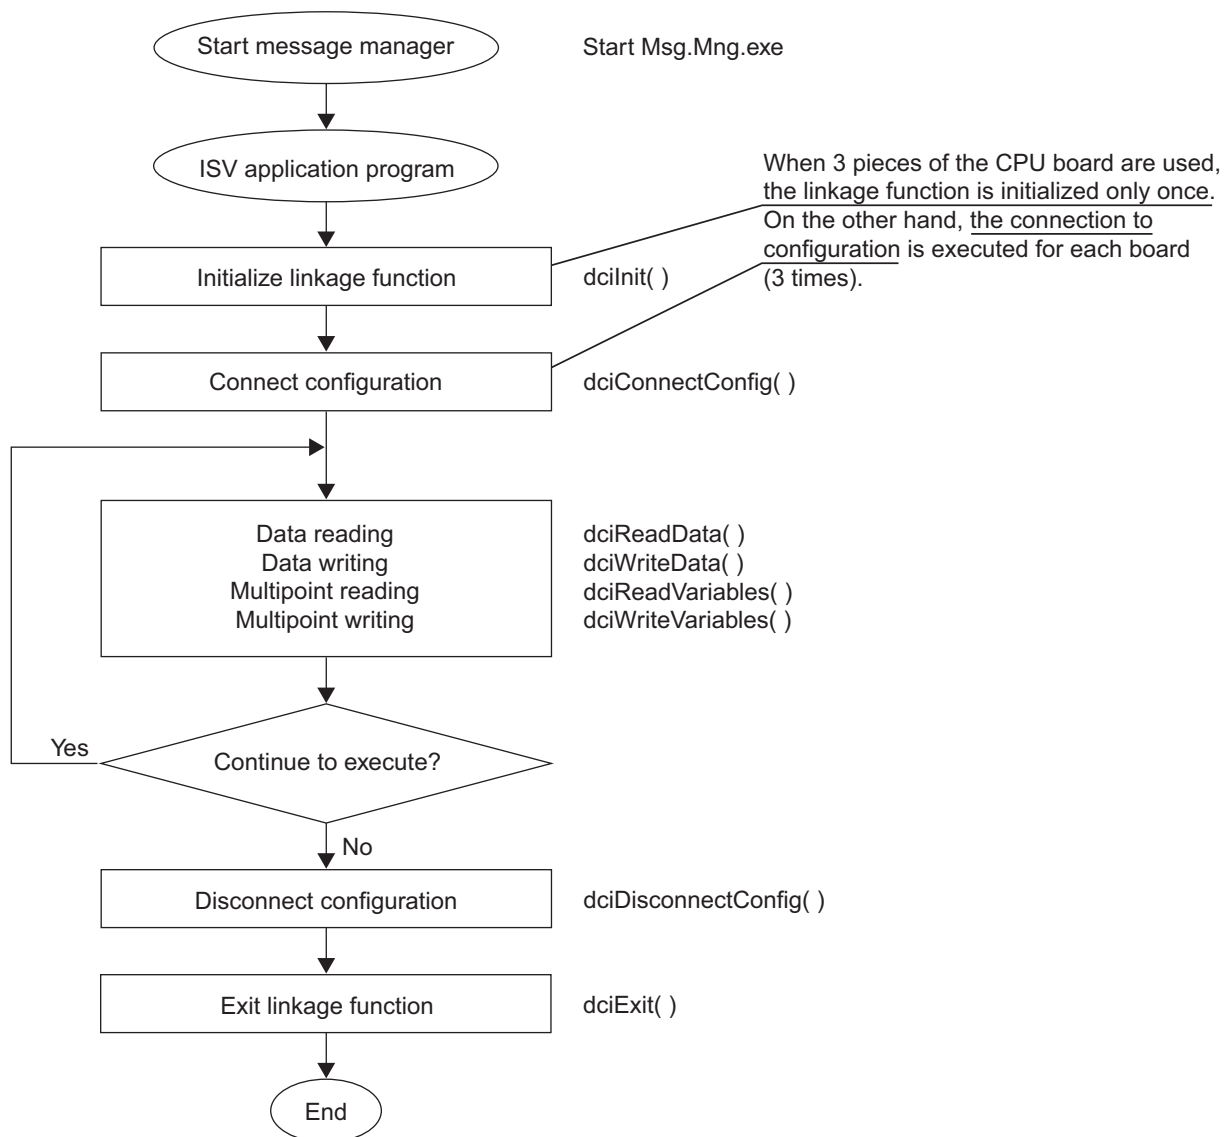 Start message manager
Start Msg.Mng.exe
ISV application program
When 3 pieces of the CPU board are used,
the linkage function is initialized only once.
On the other hand, the connection to
configuration is executed for each board
(3 times).
Initialize linkage function
dciInit( )
Connect configuration
dciConnectConfig( )
Data reading
dciReadData( )
Data writing
dciWriteData( )
Multipoint reading
dciReadVariables( )
Multipoint writing
dciWriteVariables( )
Yes
Continue to execute?
No
Disconnect configuration
dciDisconnectConfig( )
Exit linkage function
dciExit( )
End